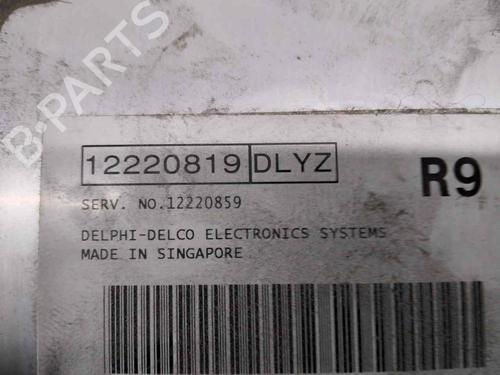 12220819 DLYZ
R9
SERV. NO.12220859
DELPHI-DELCO ELECTRONICS SYSTEMS
MADE IN SINGAPORE
B-PARTS